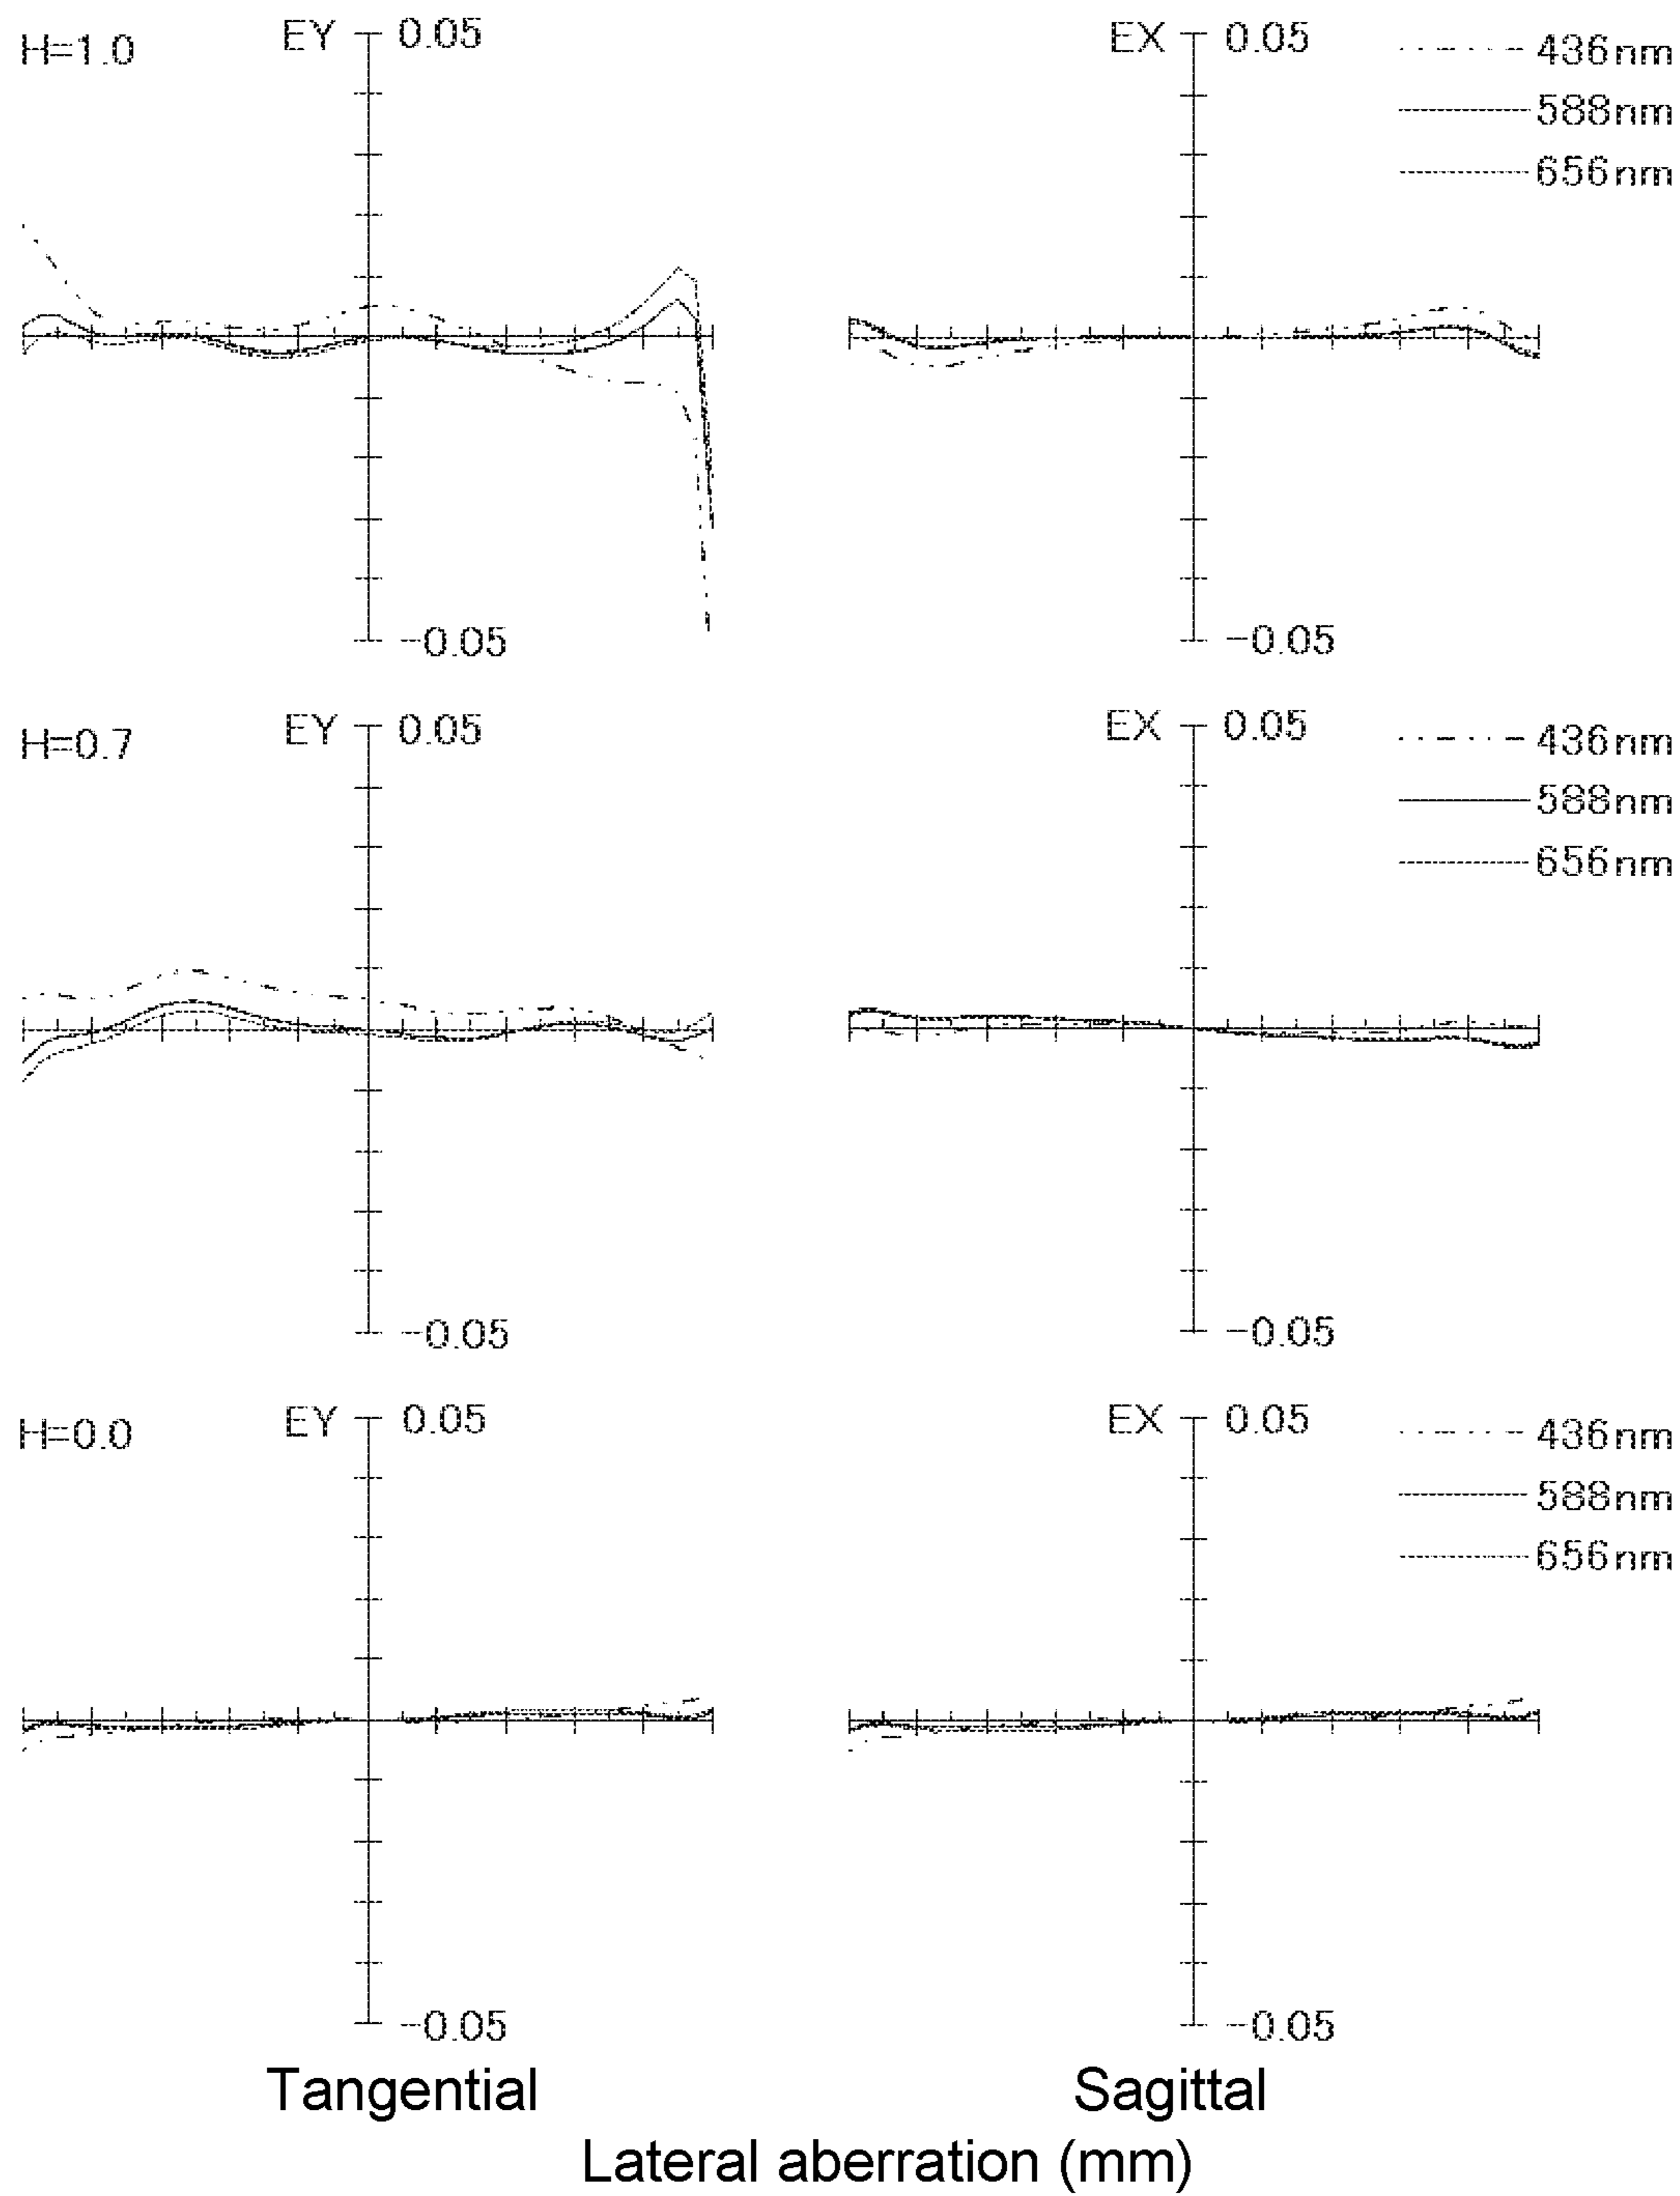 H=1.0 EY 0.05 EX 0.05 436nm
588nm
656nm
-0.05 -0.05
H=0.7 EY 0.05 EX 0.05 436nm
588nm
656nm
-0.05 -0.05
H=0.0 EY 0.05 EX 0.05 436nm
588nm
656nm
-0.05 -0.05
Tangential Sagittal
Lateral aberration (mm)